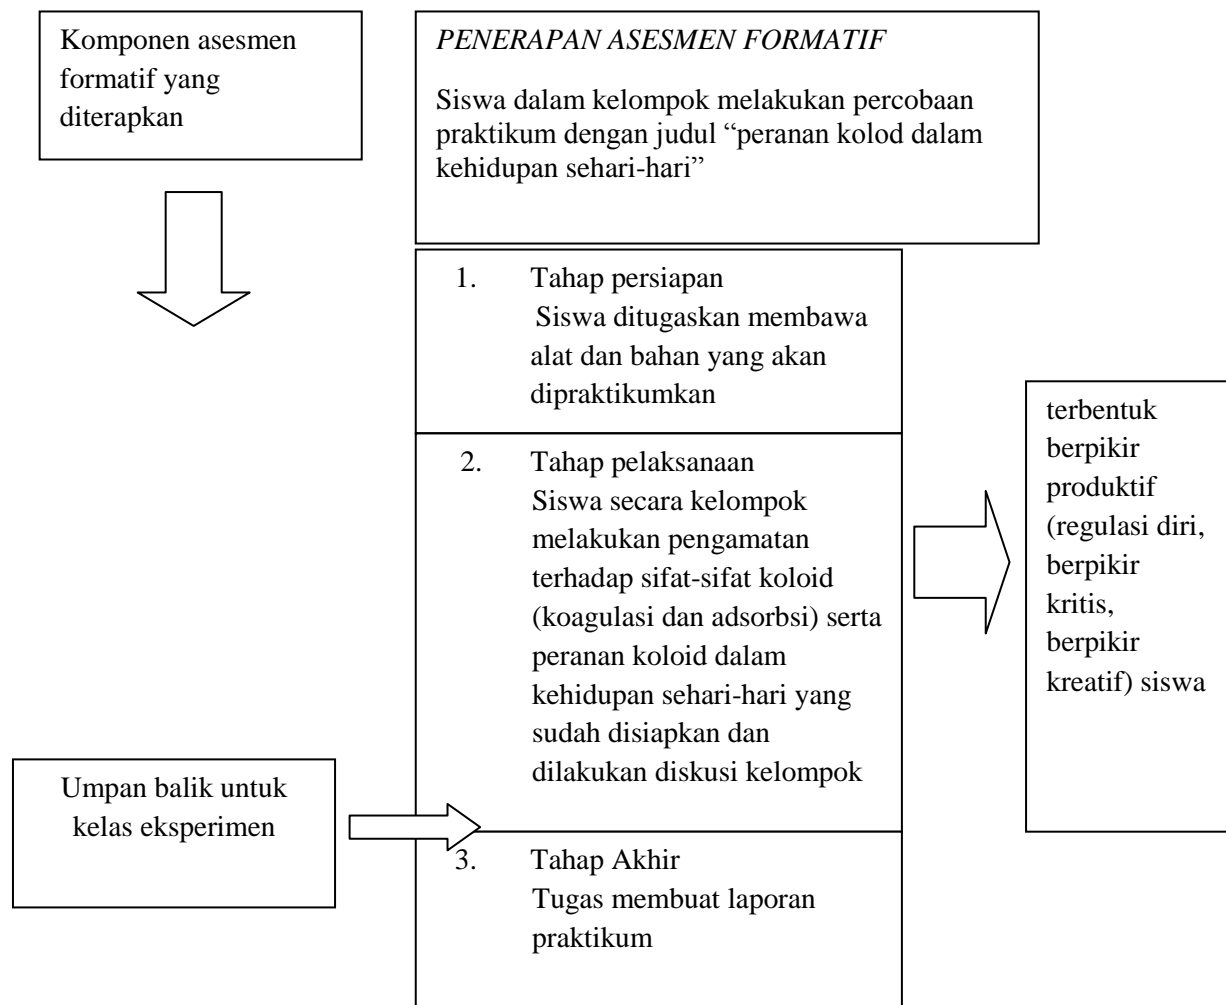 Komponen asesmen
formatif yang
diterapkan
PENERAPAN ASESMEN FORMATIF
Siswa dalam kelompok melakukan percobaan
praktikum dengan judul “peranan kolod dalam
kehidupan sehari-hari”
1. Tahap persiapan
Siswa ditugaskan membawa
alat dan bahan yang akan
dipraktikumkan
2. Tahap pelaksanaan
Siswa secara kelompok
melakukan pengamatan
terhadap sifat-sifat koloid
(koagulasi dan adsorbsi) serta
peranan koloid dalam
kehidupan sehari-hari yang
sudah disiapkan dan
dilakukan diskusi kelompok
terbentuk
berpikir
produktif
(regulasi diri,
berpikir
kritis,
berpikir
kreatif) siswa
Umpan balik untuk
kelas eksperimen
3. Tahap Akhir
Tugas membuat laporan
praktikum